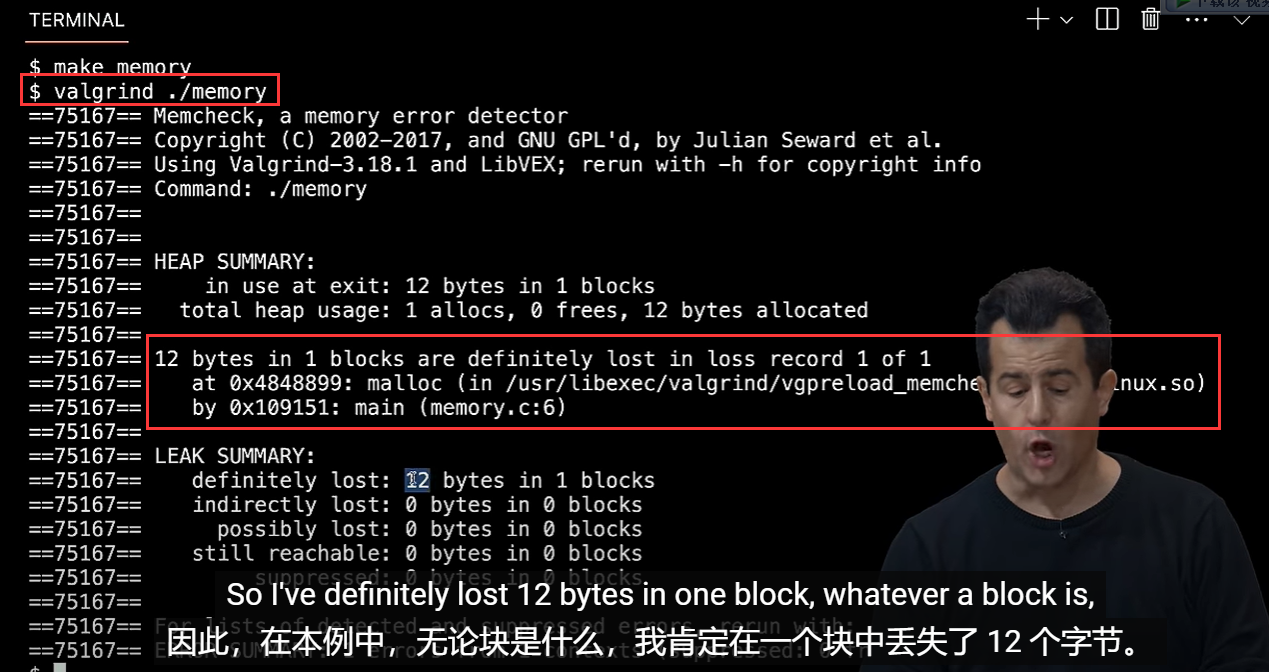 TERMINAL
$ make memory
$ valgrind ./memory
==75167== Memcheck, a memory error detector
==75167== Copyright (C) 2002-2017, and GNU GPL'd, by Julian Seward et al.
==75167== Using Valgrind-3.18.1 and LibVEX; rerun with -h for copyright info
==75167== Command: ./memory
==75167==
==75167==
==75167== HEAP SUMMARY:
==75167== in use at exit: 12 bytes in 1 blocks
==75167== total heap usage: 1 allocs, 0 frees, 12 bytes allocated
==75167==
==75167== 12 bytes in 1 blocks are definitely lost in loss record 1 of 1
==75167== at 0x4848899: malloc (in /usr/libexec/valgrind/vgpreload_memche inux.so)
==75167== by 0x109151: main (memory.c:6)
==75167==
==75167== LEAK SUMMARY:
==75167== definitely lost: 12 bytes in 1 blocks
==75167== indirectly lost: 0 bytes in 0 blocks
==75167== possibly lost: 0 bytes in 0 blocks
==75167== still reachable: 0 bytes in 0 blocks
==75167== suppressed: 0 bytes in 0 blocks
==75167==
==75167== For lists of detected and suppressed errors, rerun with:
==75167==
$
So I've definitely lost 12 bytes in one block, whatever a block is,
因此，在本例中，无论块是什么，我肯定在一个块中丢失了 12 个字节。